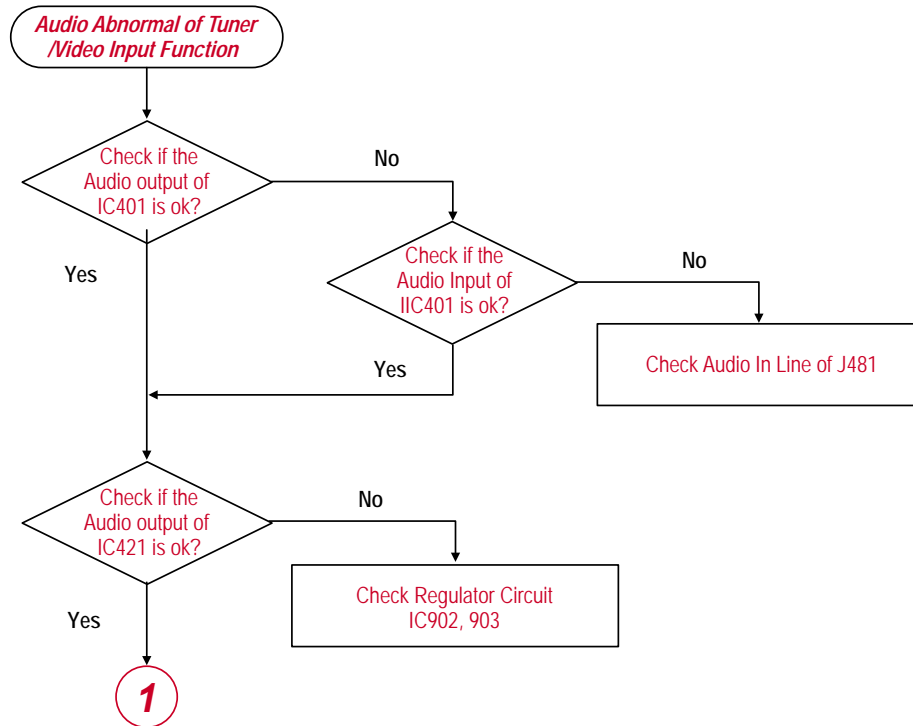 Audio Abnormal of Tuner
/Video Input Function
Check if the
Audio output of
IC401 is ok?
No
Yes
Check if the
Audio Input of
IIC401 is ok?
No
Yes
Check Audio In Line of J481
Check if the
Audio output of
IC421 is ok?
No
Yes
Check Regulator Circuit
IC902, 903
1